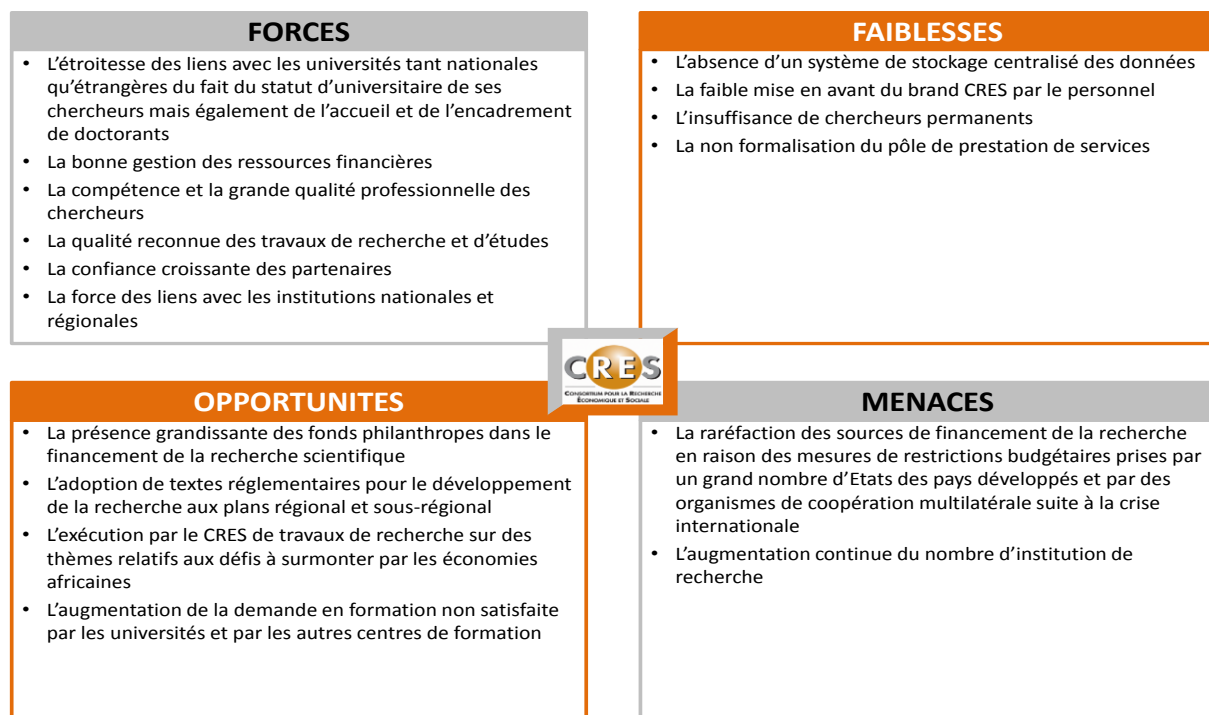 FORCES
• L’étroitesse des liens avec les universités tant nationales
qu’étrangères du fait du statut d’universitaire de ses
chercheurs mais également de l’accueil et de l’encadrement
de doctorants
• La bonne gestion des ressources financières
• La compétence et la grande qualité professionnelle des
chercheurs
• La qualité reconnue des travaux de recherche et d’études
• La confiance croissante des partenaires
• La force des liens avec les institutions nationales et
régionales
FAIBLESSES
• L’absence d’un système de stockage centralisé des données
• La faible mise en avant du brand CRES par le personnel
• L’insuffisance de chercheurs permanents
• La non formalisation du pôle de prestation de services
CRES
CONSORTIUM POUR LA RECHERCHE
ÉCONOMIQUE ET SOCIALE
OPPORTUNITES
• La présence grandissante des fonds philanthropes dans le
financement de la recherche scientifique
• L’adoption de textes réglementaires pour le développement
de la recherche aux plans régional et sous-régional
• L’exécution par le CRES de travaux de recherche sur des
thèmes relatifs aux défis à surmonter par les économies
africaines
• L’augmentation de la demande en formation non satisfaite
par les universités et par les autres centres de formation
MENACES
• La raréfaction des sources de financement de la recherche
en raison des mesures de restrictions budgétaires prises par
un grand nombre d’Etats des pays développés et par des
organismes de coopération multilatérale suite à la crise
internationale
• L’augmentation continue du nombre d’institution de
recherche